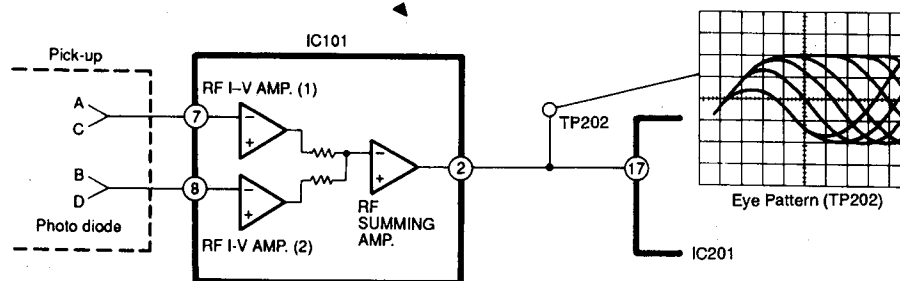 IC101
Pick-up
RF I–V AMP. (1)
A
C
7
TP202
2
17
B
D
8
Photo diode
RF I-V AMP. (2)
RF
SUMMING
AMP.
Eye Pattern (TP202)
IC201